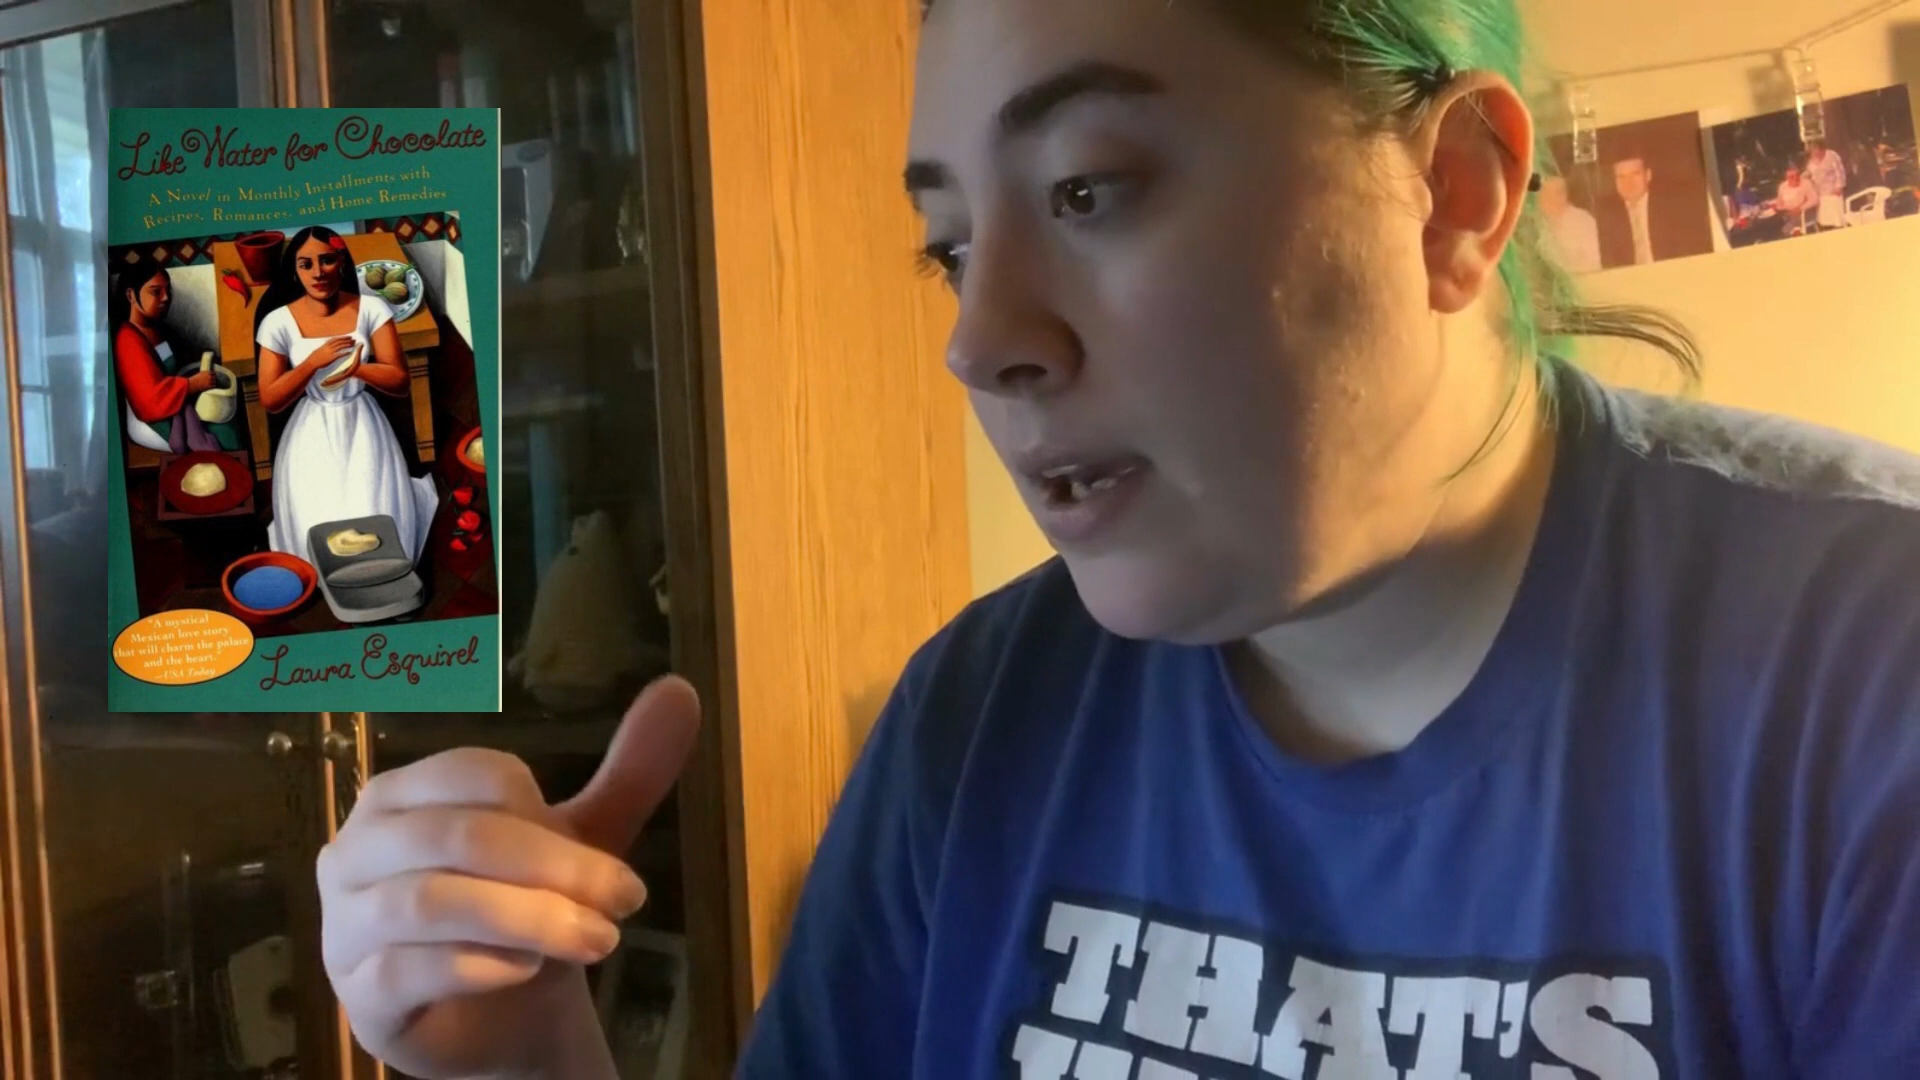 Like Water for Chocolate
A Novel in Monthly Installments with
Recipes, Romances, and Home Remedies
"A mystical
Mexican love story
that will charm the palate
and the heart."
—USA Today
Laura Esquivel
THAT'S